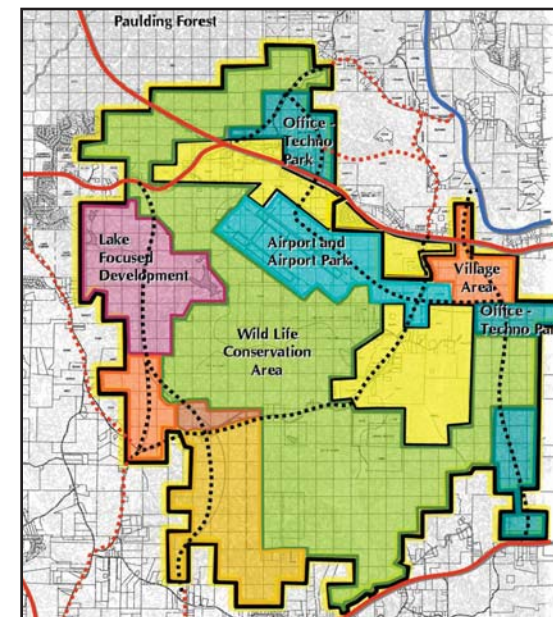 Paulding Forest
Office -
Techno
Park
Lake
Focused
Development
Airport and
Airport Park
Village
Area
Office -
Techno Par
Wild Life
Conservation
Area